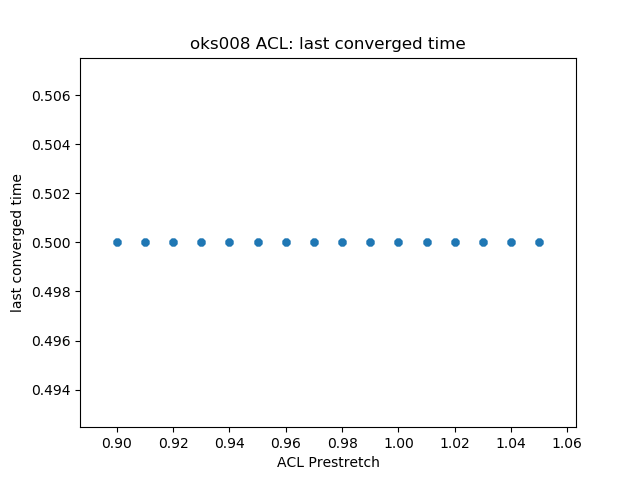 oks008 ACL: last converged time
0.506
0.504
0.502
0.500
0.498
0.496
0.494
last converged time
0.90 0.92 0.94 0.96 0.98 1.00 1.02 1.04 1.06
ACL Prestretch